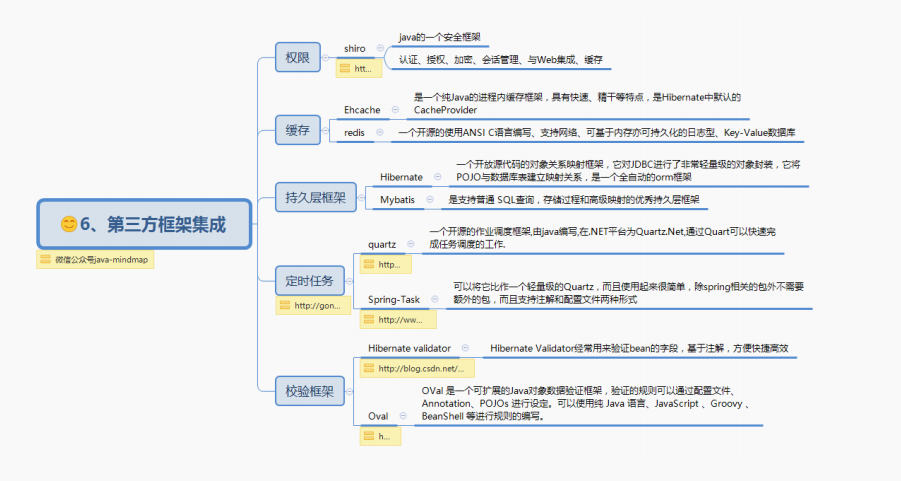 6、第三方框架集成
微信公众号java-mindmap
权限
shiro
htt...
java的一个安全框架
认证、授权、加密、会话管理、与Web集成、缓存
缓存
Ehcache
是一个纯Java的进程内缓存框架，具有快速、精干等特点，是Hibernate中默认的
CacheProvider
redis
一个开源的使用ANSI C语言编写、支持网络、可基于内存亦可持久化的日志型、Key-Value数据库
持久层框架
Hibernate
一个开放源代码的对象关系映射框架，它对JDBC进行了非常轻量级的对象封装，它将
POJO与数据库表建立映射关系，是一个全自动的orm框架
Mybatis
是支持普通 SQL查询，存储过程和高级映射的优秀持久层框架
定时任务
http://gon...
quartz
http...
一个开源的作业调度框架,由java编写,在.NET平台为Quartz.Net,通过Quart可以快速完
成任务调度的工作.
Spring-Task
http://ww...
可以将它比作一个轻量级的Quartz，而且使用起来很简单，除spring相关的包外不需要
额外的包，而且支持注解和配置文件两种形式
校验框架
Hibernate validator
http://blog.csdn.net/...
Hibernate Validator经常用来验证bean的字段，基于注解，方便快捷高效
Oval
h...
OVal 是一个可扩展的Java对象数据验证框架，验证的规则可以通过配置文件、
Annotation、POJOs 进行设定。可以使用纯 Java 语言、JavaScript 、Groovy 、
BeanShell 等进行规则的编写。